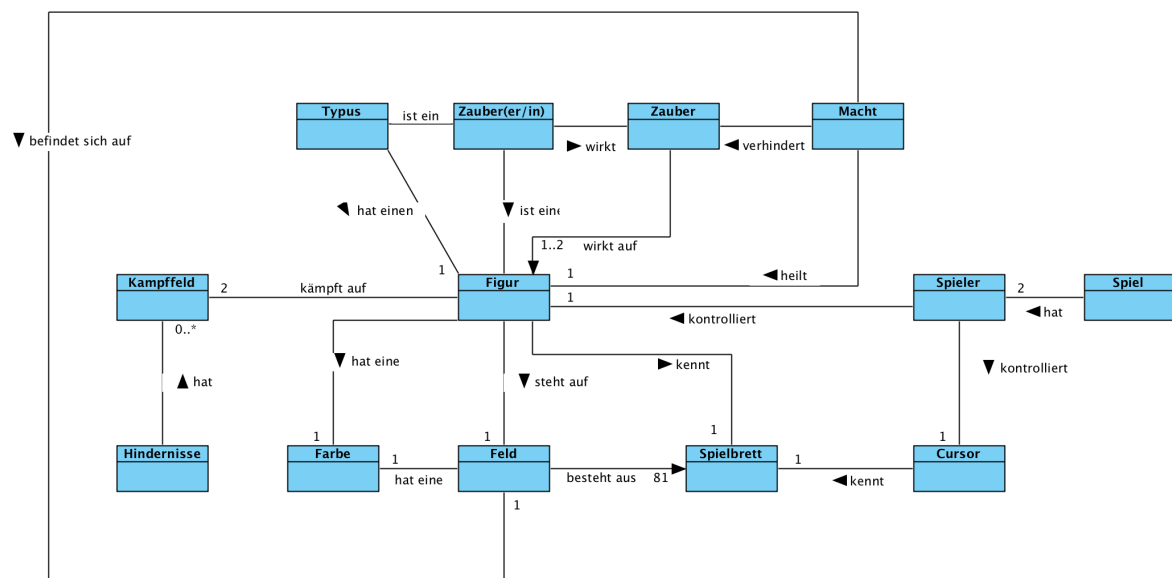 Typus
ist ein
Zauber(er/in)
Zauber
Macht
befindet sich auf
wirkt
verhindert
hat einen
ist eine
1..2
wirkt auf
1
1
heilt
Kampffeld
2
kämpft auf
Figur
1
Spieler
2
Spiel
0..*
kontrolliert
hat
hat eine
kennt
kontrolliert
hat
steht auf
1
1
1
1
Hindernisse
Farbe
1
Feld
Spielbrett
1
Cursor
hat eine
besteht aus
81
kennt
1